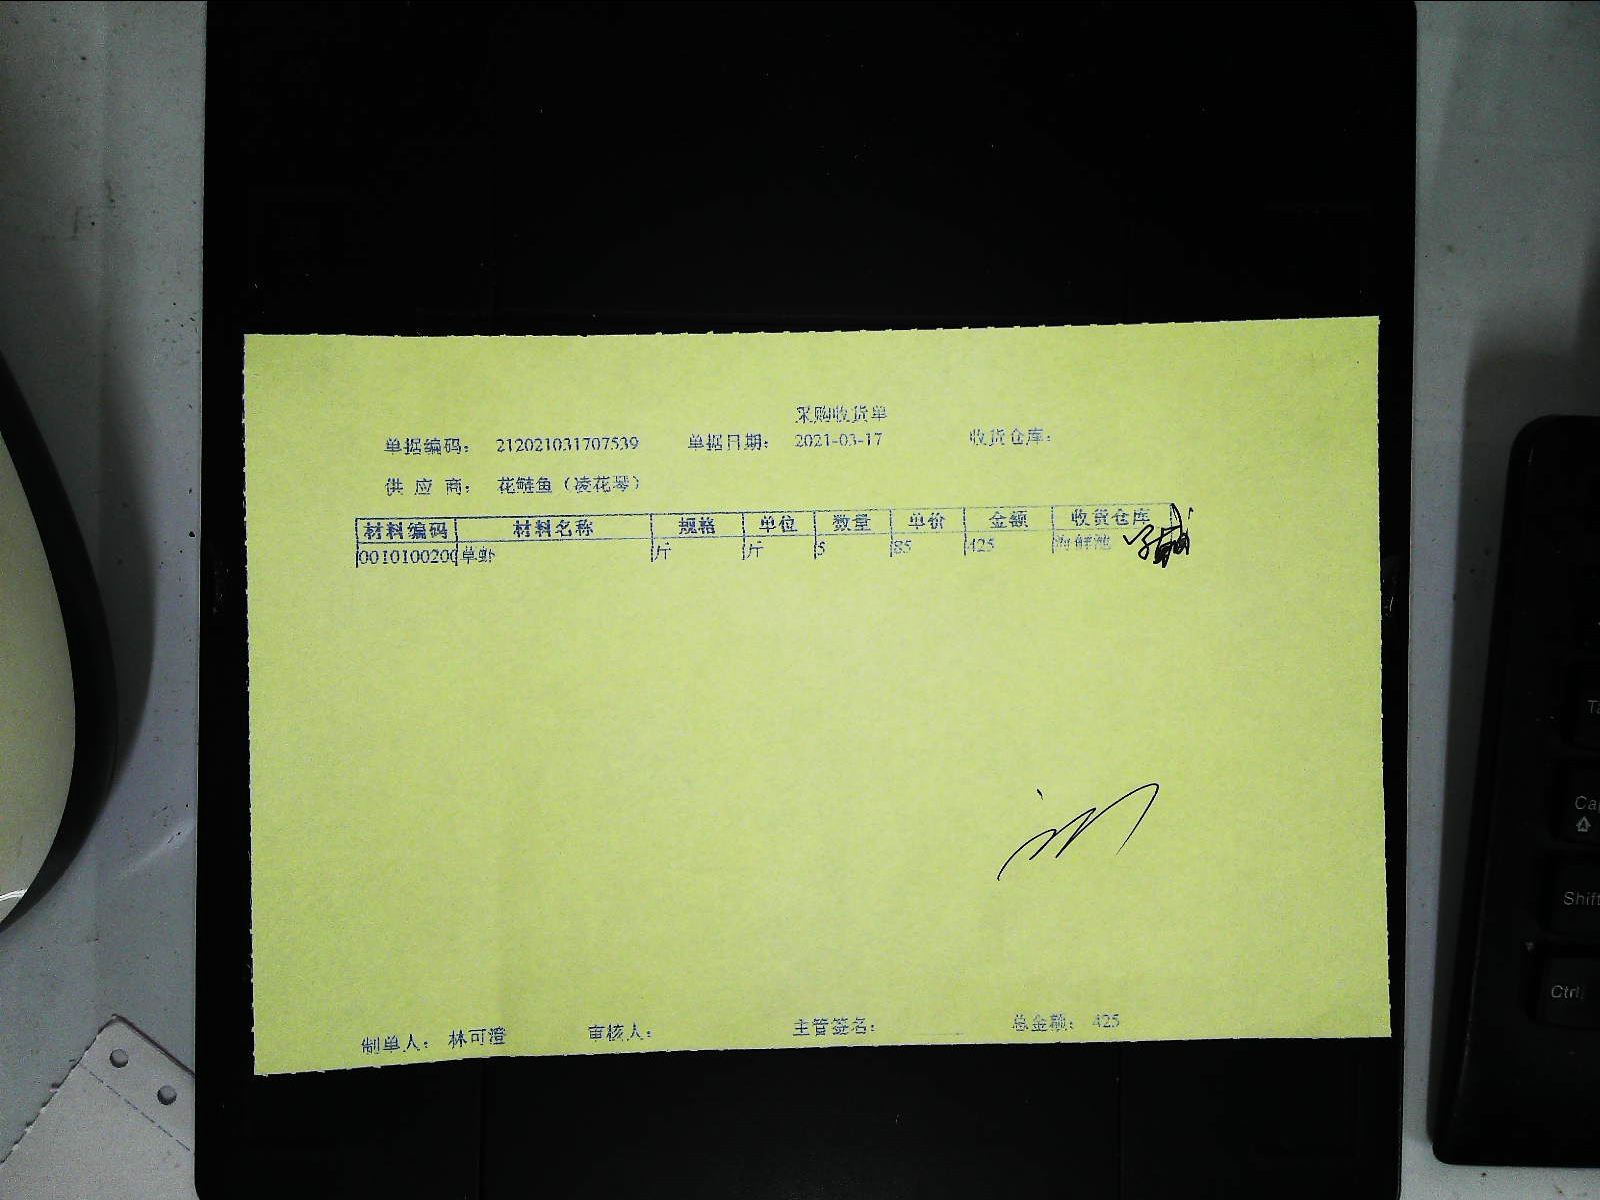 采购收货单
单据编码： 212021031707539 单据日期： 2021-03-17 收货仓库：
供 应 商： 花鲢鱼（凌花琴）
材料编码 材料名称 规格 单位 数量 单价 金额 收货仓库
0010100200 草虾 斤 斤 5 85 425 海鲜池
制单人： 林可澄 审核人： 主管签名： 总金额： 425
Ctrl
Shift